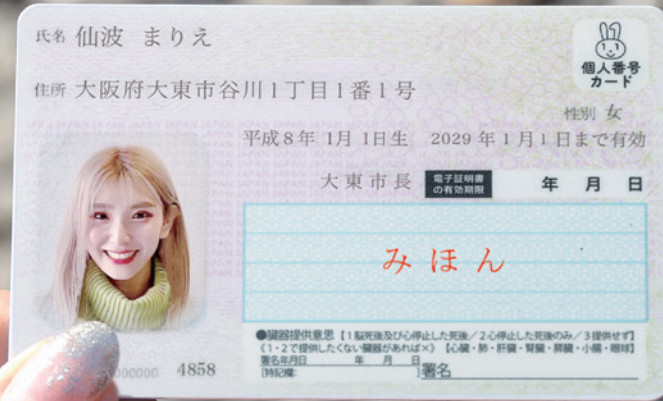 氏名 仙波 まりえ
個人番号
カード
住所 大阪府大東市谷川1丁目1番1号
性別 女
平成8年 1月 1日生 2029年1月1日まで有効
大東市長 電子証明書の有効期限 年 月 日
みほん
●臓器提供意思【1脳死後及び心停止した死後/2心停止した死後のみ/3提供せず】
《1・2で提供したくない臓器があれば×》【心臓・肺・肝臓・腎臓・膵臓・小腸・眼球】
署名年月日 年 月 日
[特記欄: ]署名
000000 4858